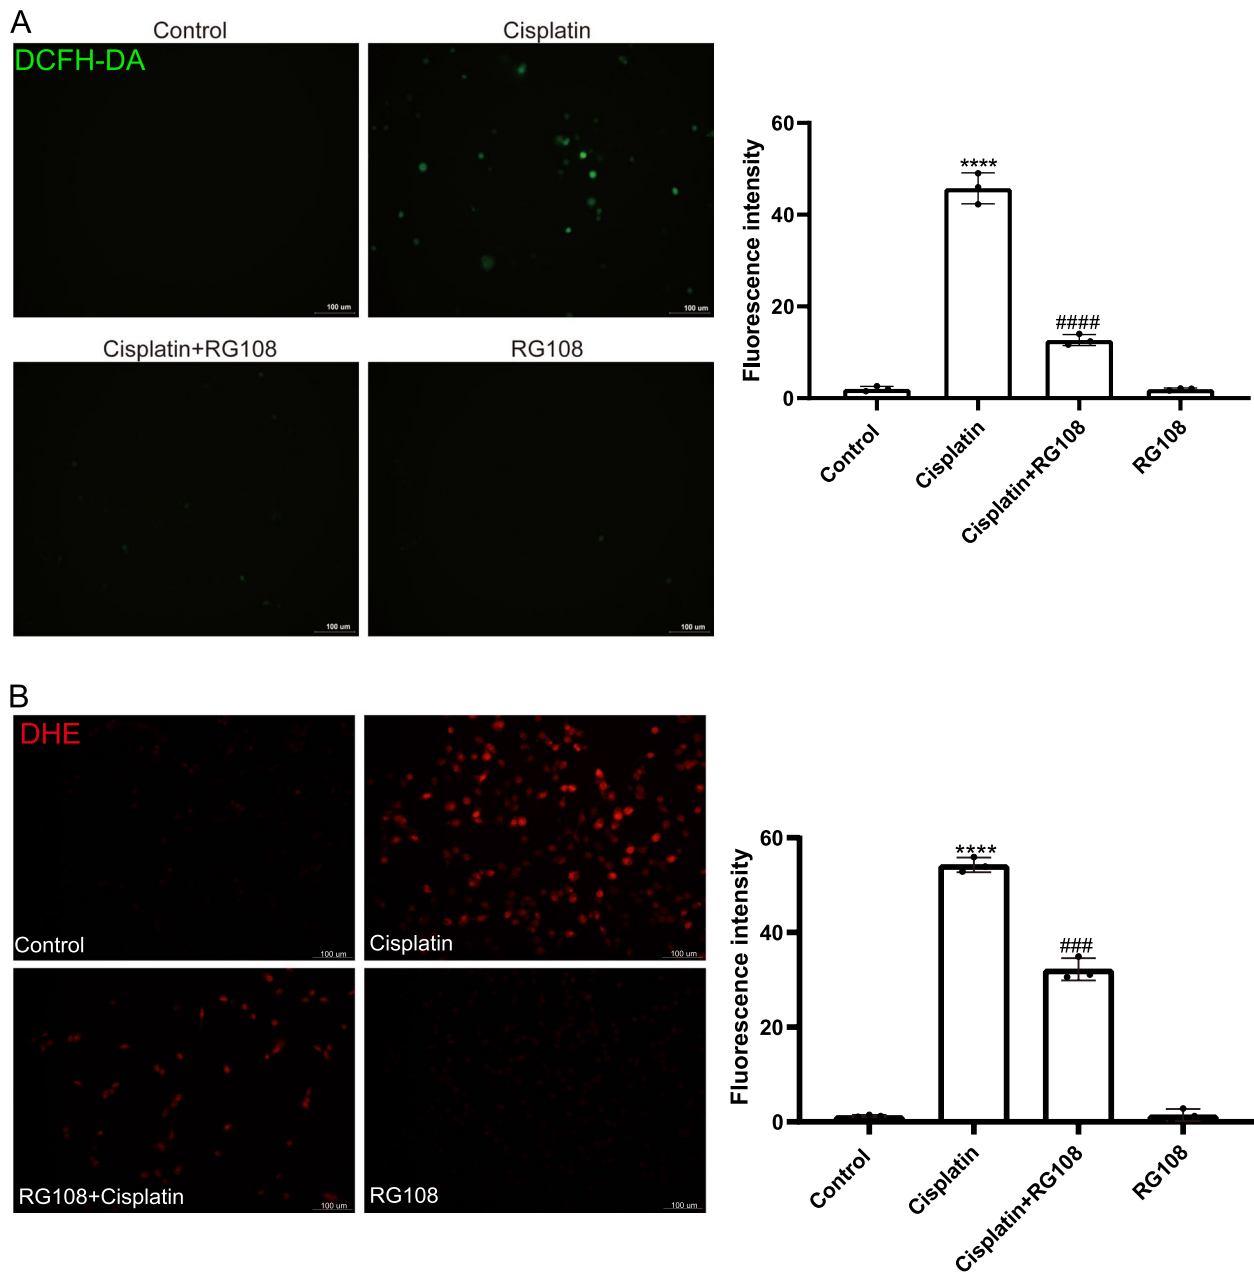 A
Control
Cisplatin
DCFH-DA
100 um
100 um
Cisplatin+RG108
RG108
100 um
100 um
Fluorescence intensity
60
40
20
0
****
####
Control
Cisplatin
Cisplatin+RG108
RG108
B
DHE
Control
100 um
Cisplatin
100 um
RG108+Cisplatin
100 um
RG108
100 um
Fluorescence intensity
60
40
20
0
****
###
Control
Cisplatin
Cisplatin+RG108
RG108